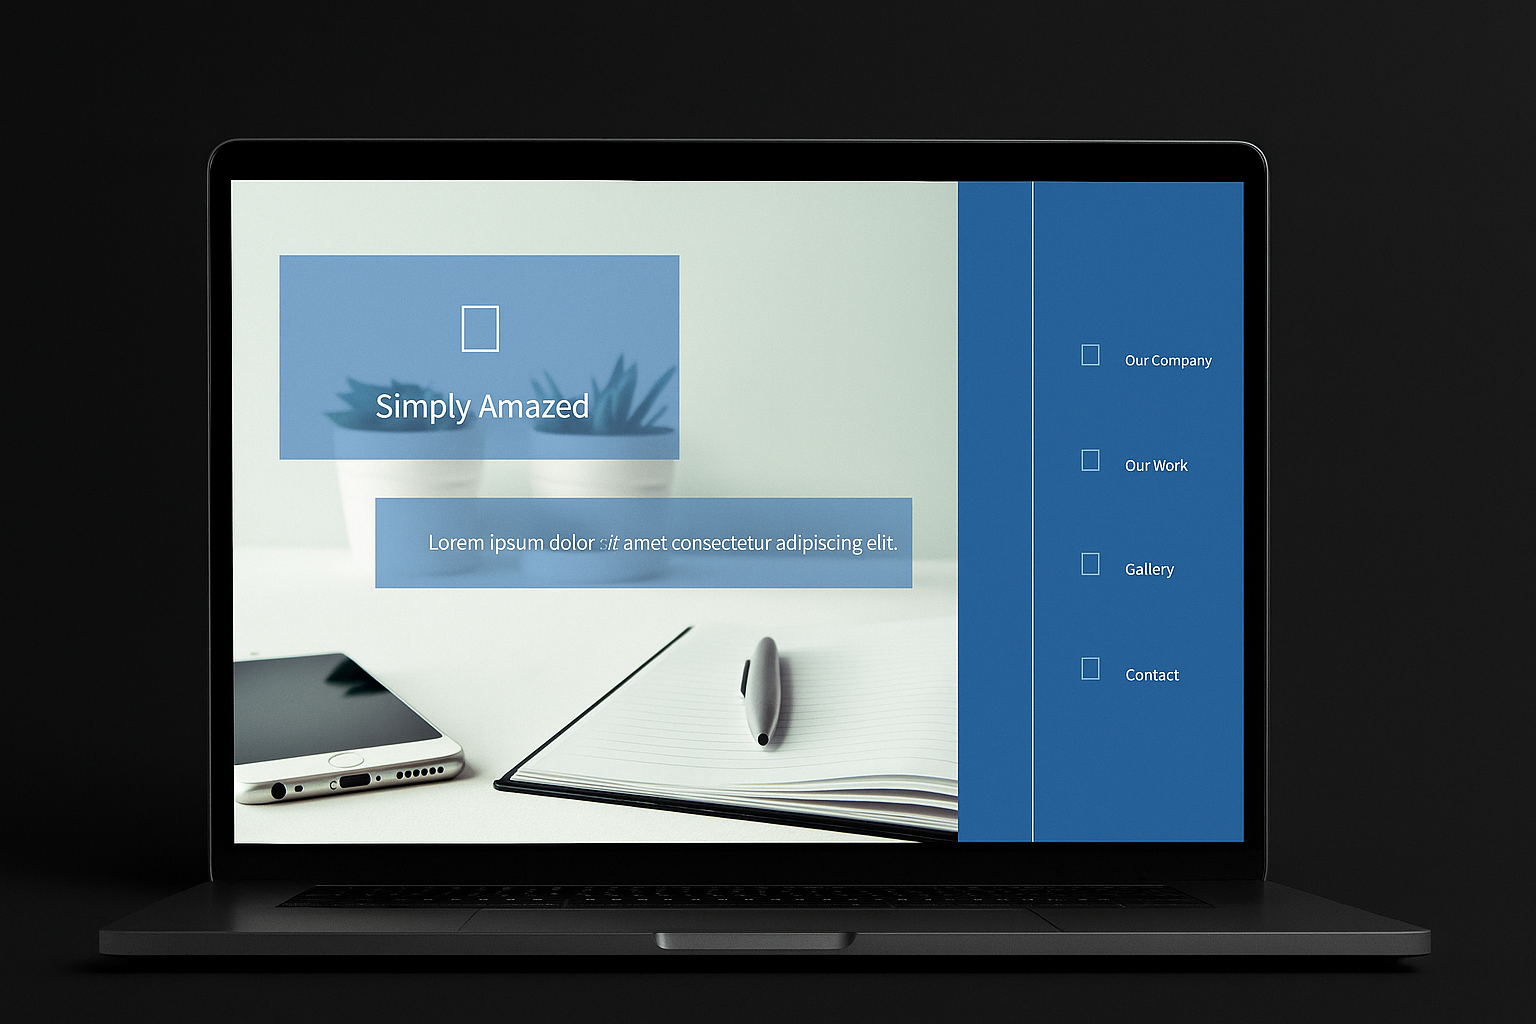 Simply Amazed
Lorem ipsum dolor sit amet consectetur adipiscing elit.
Our Company
Our Work
Gallery
Contact